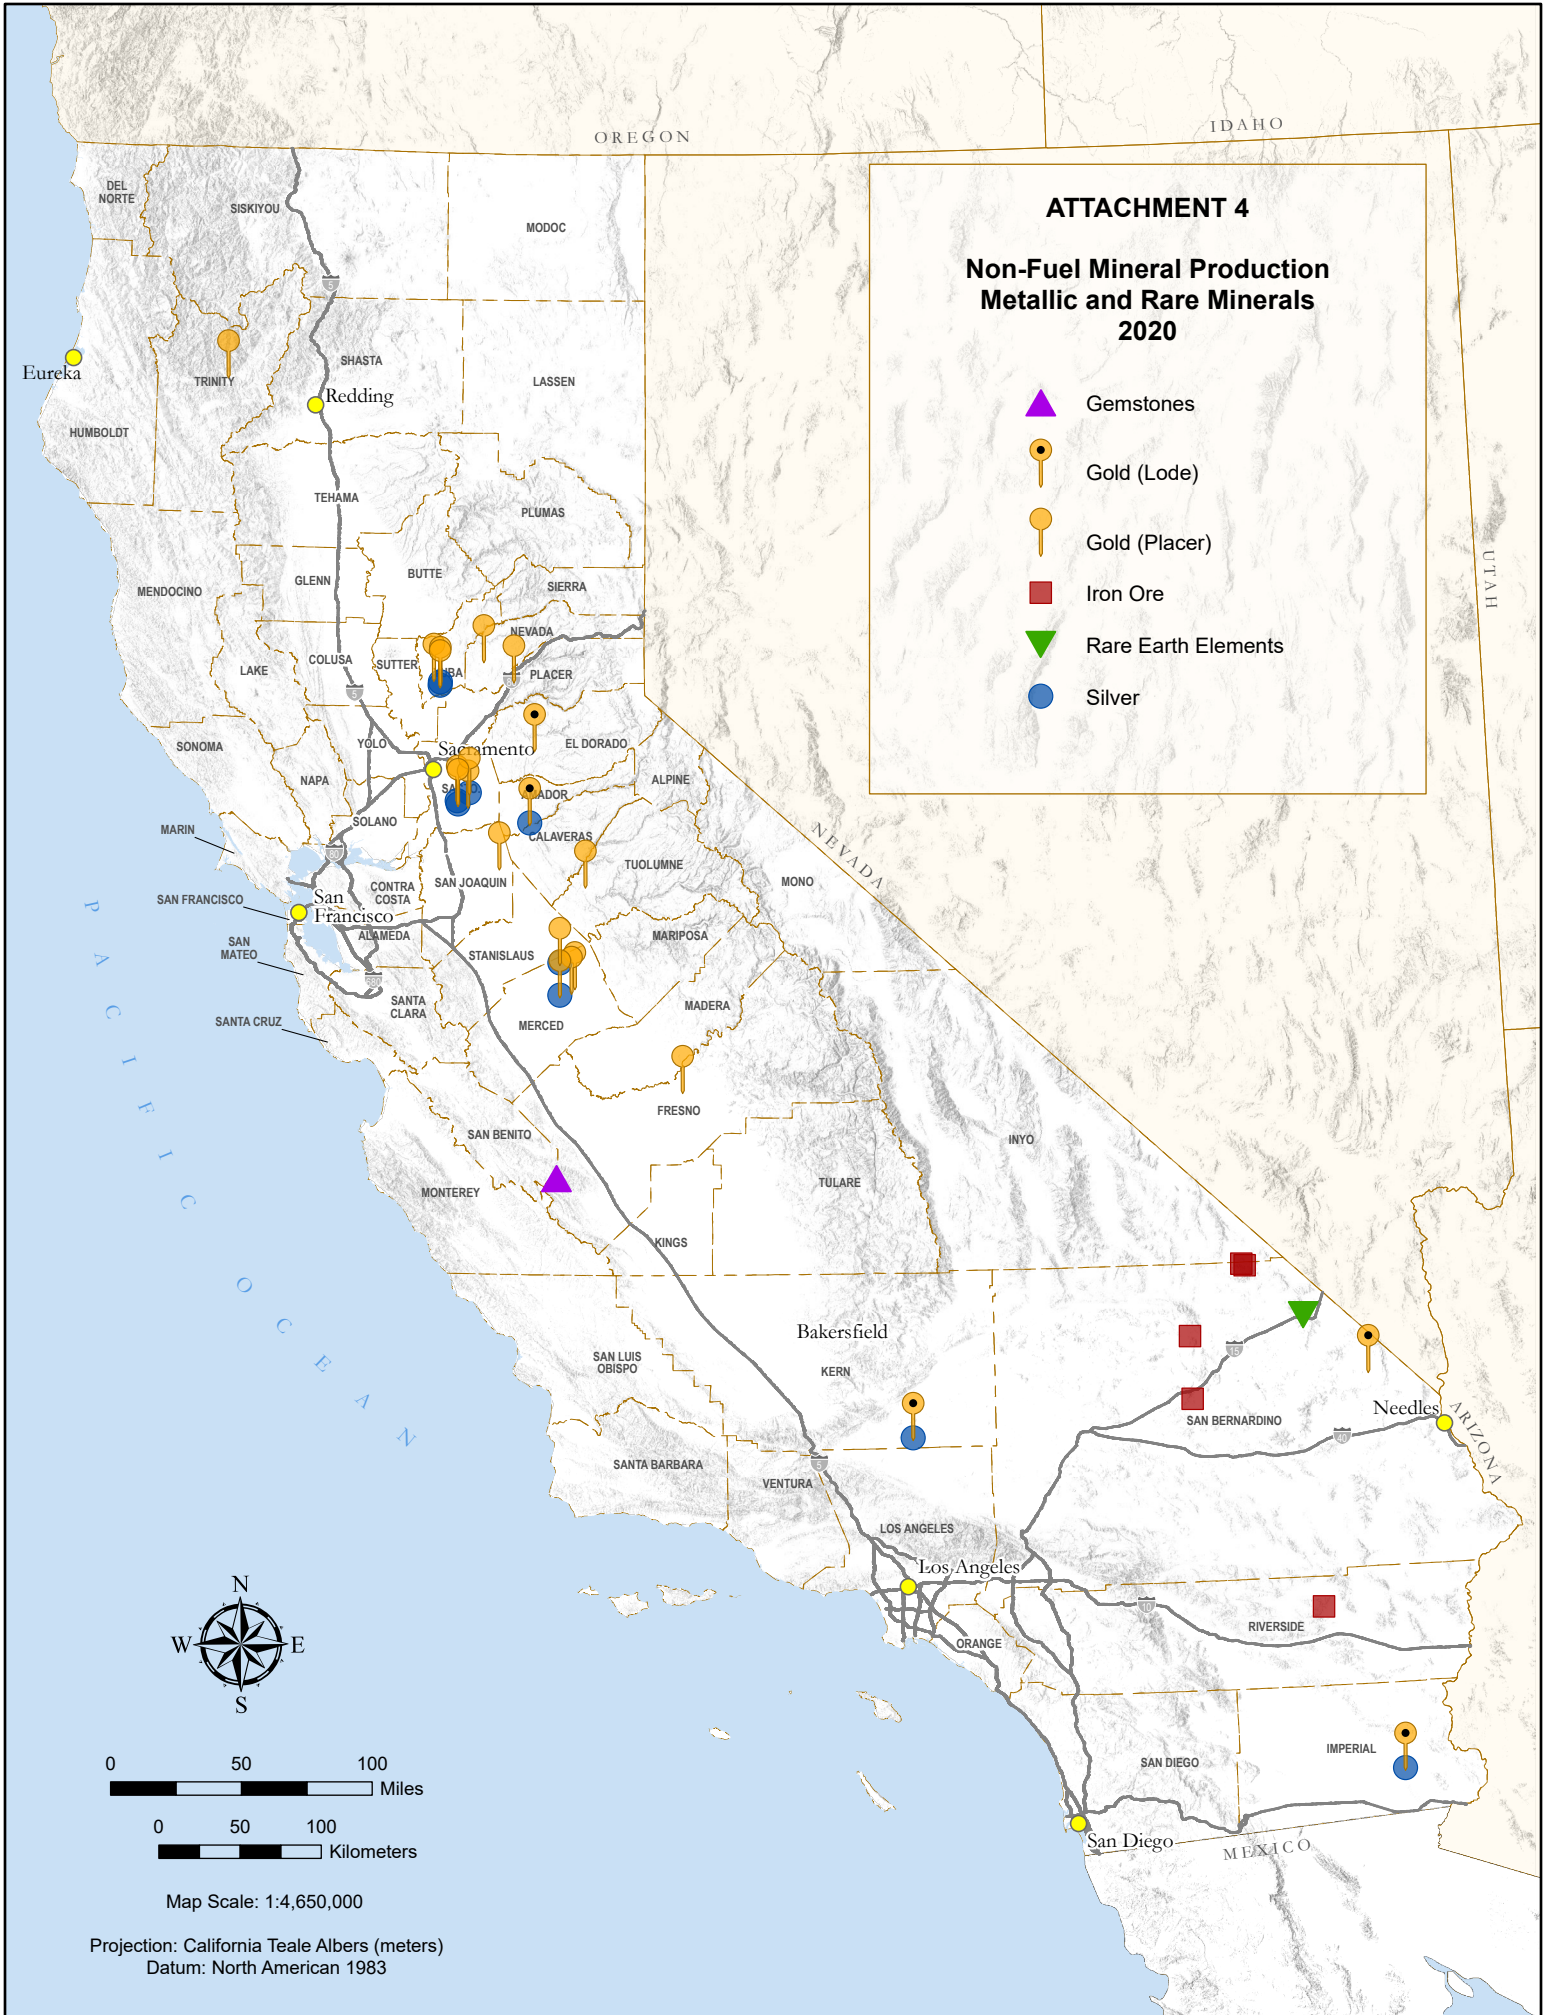 OREGON
IDAHO
ATTACHMENT 4
Non-Fuel Mineral Production
Metallic and Rare Minerals
2020
Gemstones
Gold (Lode)
Gold (Placer)
Iron Ore
Rare Earth Elements
Silver
UTAH
NEVADA
ARIZONA
MEXICO
PACIFIC OCEAN
DEL
NORTE
SISKIYOU
MODOC
5
Eureka
TRINITY
SHASTA
Redding
LASSEN
HUMBOLDT
TEHAMA
PLUMAS
MENDOCINO
GLENN
BUTTE
SIERRA
NEVADA
LAKE
COLUSA
SUTTER
PLACER
5
SONOMA
NAPA
YOLO
Sacramento
EL DORADO
ALPINE
SOLANO
CALAVERAS
MARIN
80
TUOLUMNE
MONO
SAN FRANCISCO
San
Francisco
CONTRA
COSTA
SAN JOAQUIN
ALAMEDA
SAN
MATEO
STANISLAUS
MARIPOSA
SANTA
CLARA
MADERA
SANTA CRUZ
MERCED
FRESNO
SAN BENITO
INYO
MONTEREY
TULARE
KINGS
Bakersfield
KERN
15
SAN LUIS
OBISPO
Needles
SAN BERNARDINO
40
SANTA BARBARA
5
VENTURA
LOS ANGELES
Los Angeles
10
RIVERSIDE
ORANGE
SAN DIEGO
IMPERIAL
San Diego
N
W
E
S
0 50 100
Miles
0 50 100
Kilometers
Map Scale: 1:4,650,000
Projection: California Teale Albers (meters)
Datum: North American 1983